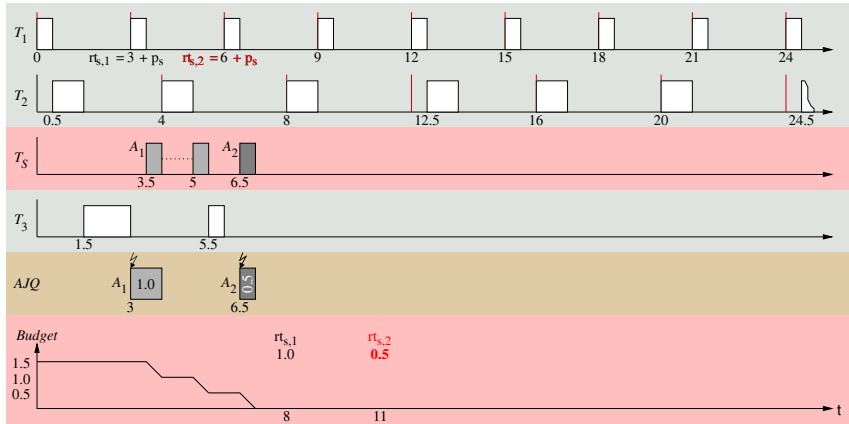 T1
0 rts,1 = 3 + ps rts,2 = 6 + ps 9 12 15 18 21 24
T2
0.5 4 8 12.5 16 20 24.5
TS A1 A2
3.5 5 6.5
T3
1.5 5.5
AJQ A1 1.0 A2 0.5
3 6.5
Budget rts,1 rts,2
1.5 1.0 0.5
1.0
0.5
8 11 t